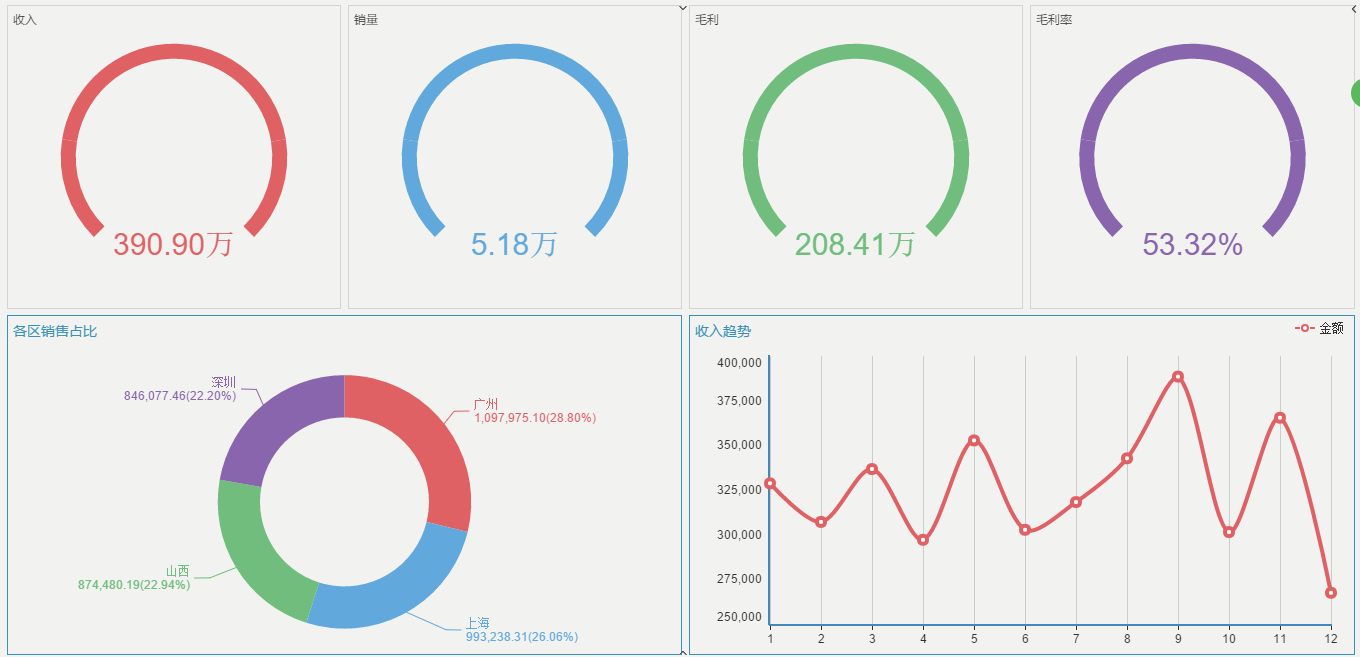 收入
390.90万
销量
5.18万
毛利
208.41万
毛利率
53.32%
各区销售占比
深圳
846,077.46(22.20%)
广州
1,097,975.10(28.80%)
山西
874,480.19(22.94%)
上海
993,238.31(26.06%)
收入趋势
金额
400,000
375,000
350,000
325,000
300,000
275,000
250,000
1 2 3 4 5 6 7 8 9 10 11 12